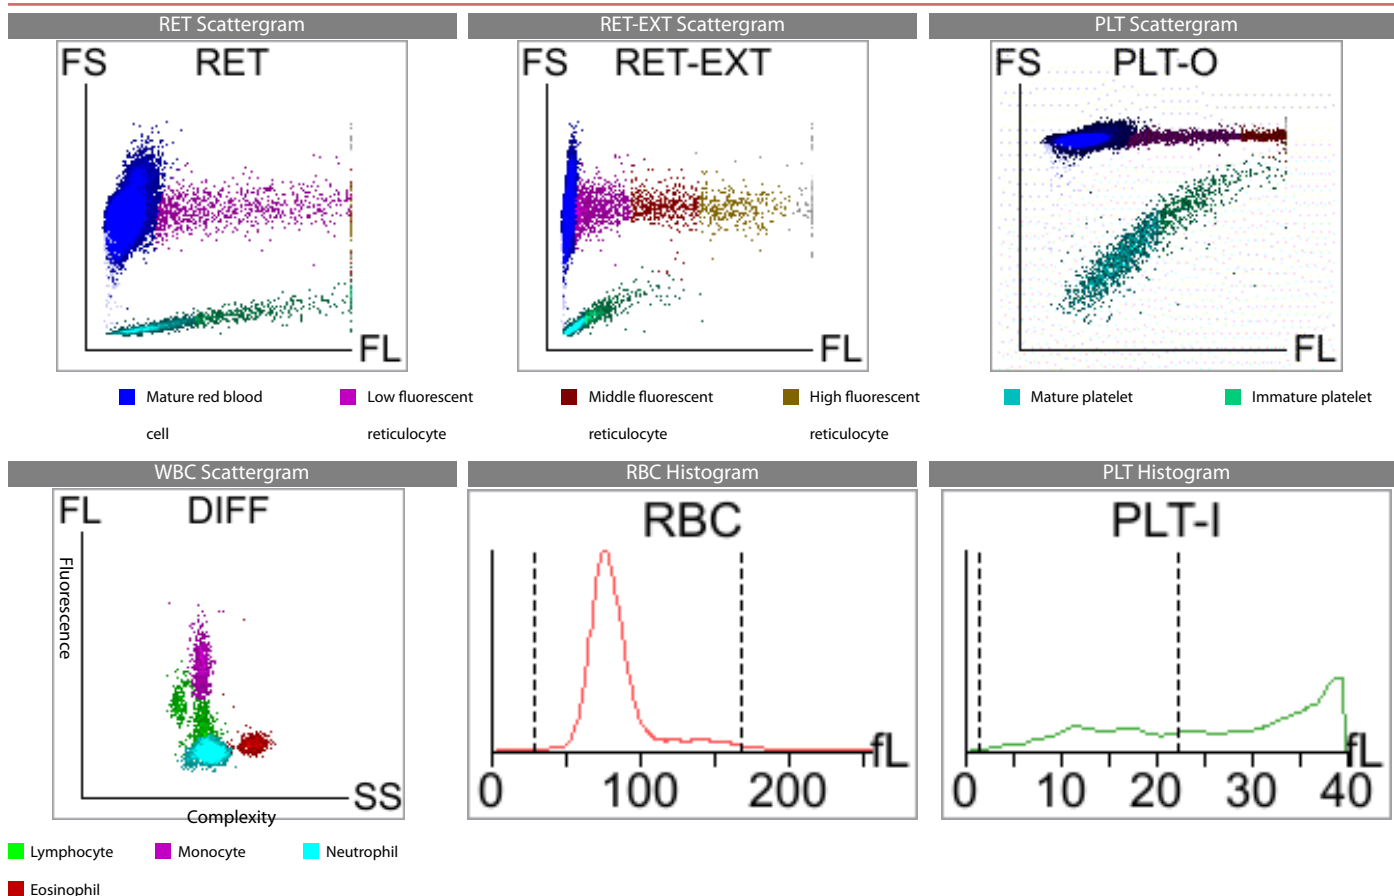 RET Scattergram
RET-EXT Scattergram
PLT Scattergram
FS RET
FL
FS RET-EXT
FL
FS PLT-O
FL
Mature red blood
cell
Low fluorescent
reticulocyte
Middle fluorescent
reticulocyte
High fluorescent
reticulocyte
Mature platelet
Immature platelet
WBC Scattergram
RBC Histogram
PLT Histogram
FL DIFF
Fluorescence
SS
Complexity
RBC
fL
0 100 200
PLT-I
fL
0 10 20 30 40
Lymphocyte
Monocyte
Neutrophil
Eosinophil